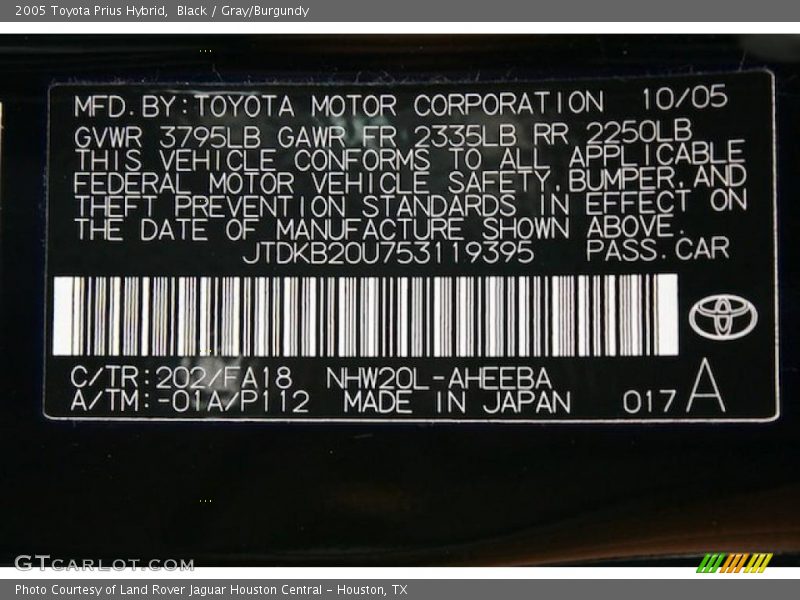 2005 Toyota Prius Hybrid, Black / Gray/Burgundy
MFD.BY:TOYOTA MOTOR CORPORATION 10/05
GVWR 3795LB GAWR FR 2335LB RR 2250LB
THIS VEHICLE CONFORMS TO ALL APPLICABLE
FEDERAL MOTOR VEHICLE SAFETY,BUMPER,AND
THEFT PREVENTION STANDARDS IN EFFECT ON
THE DATE OF MANUFACTURE SHOWN ABOVE.
JTDKB20U753119395 PASS.CAR
C/TR:202/FA18 NHW20L-AHEEBA
A/TM:-01A/P112 MADE IN JAPAN 017 A
GTCARLOT.COM
Photo Courtesy of Land Rover Jaguar Houston Central - Houston, TX